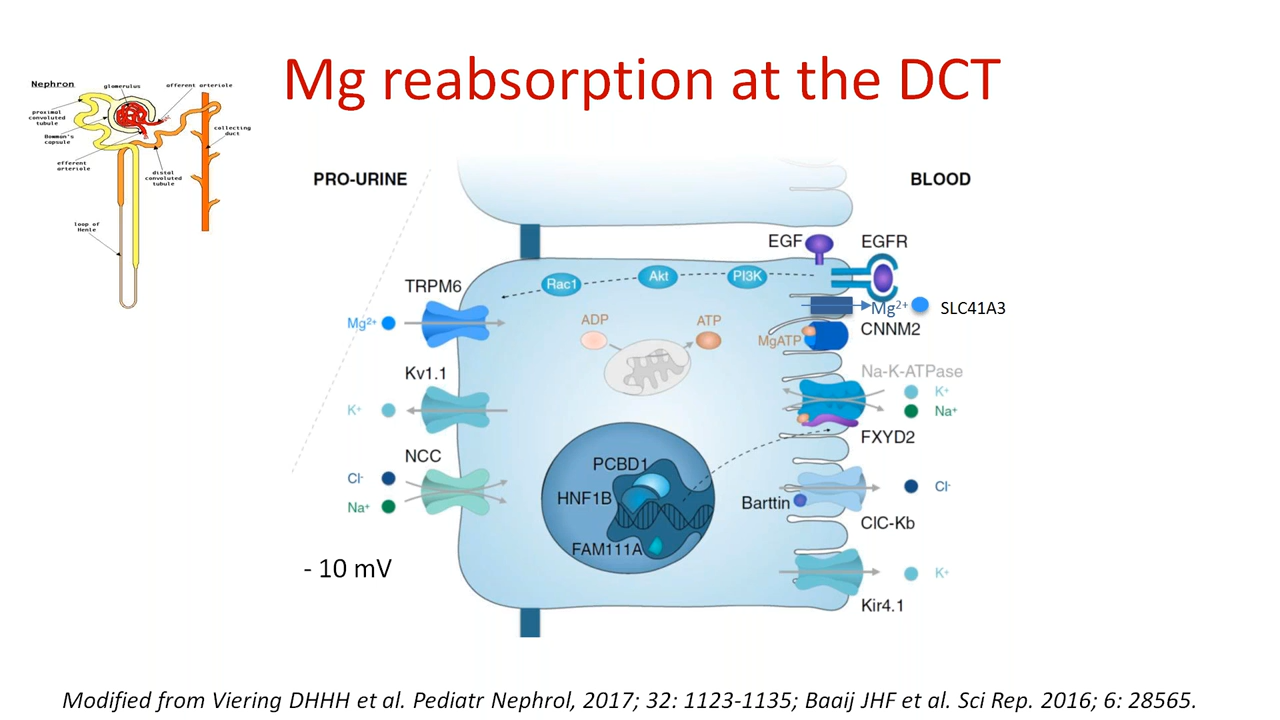 Mg reabsorption at the DCT
Nephron
glomerulus
afferent arteriole
proximal
convoluted
tubule
Bowman's
capsule
efferent
arteriole
collecting
duct
distal
convoluted
tubule
loop of
Henle
PRO-URINE
BLOOD
EGF
EGFR
Rac1
Akt
PI3K
TRPM6
Mg²⁺
Mg²⁺
SLC41A3
ADP
ATP
MgATP
CNNM2
Kv1.1
K⁺
Na-K-ATPase
K⁺
Na⁺
FXYD2
NCC
Cl⁻
Na⁺
PCBD1
HNF1B
FAM111A
Barttin
Cl⁻
ClC-Kb
K⁺
Kir4.1
- 10 mV
Modified from Viering DHHH et al. Pediatr Nephrol, 2017; 32: 1123-1135; Baaij JHF et al. Sci Rep. 2016; 6: 28565.